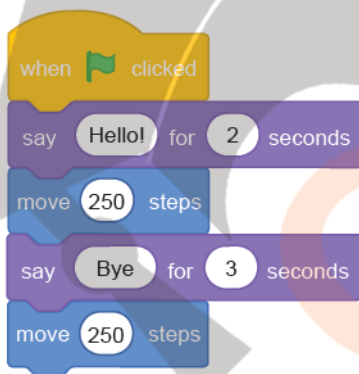 when clicked
say Hello! for 2 seconds
move 250 steps
say Bye for 3 seconds
move 250 steps